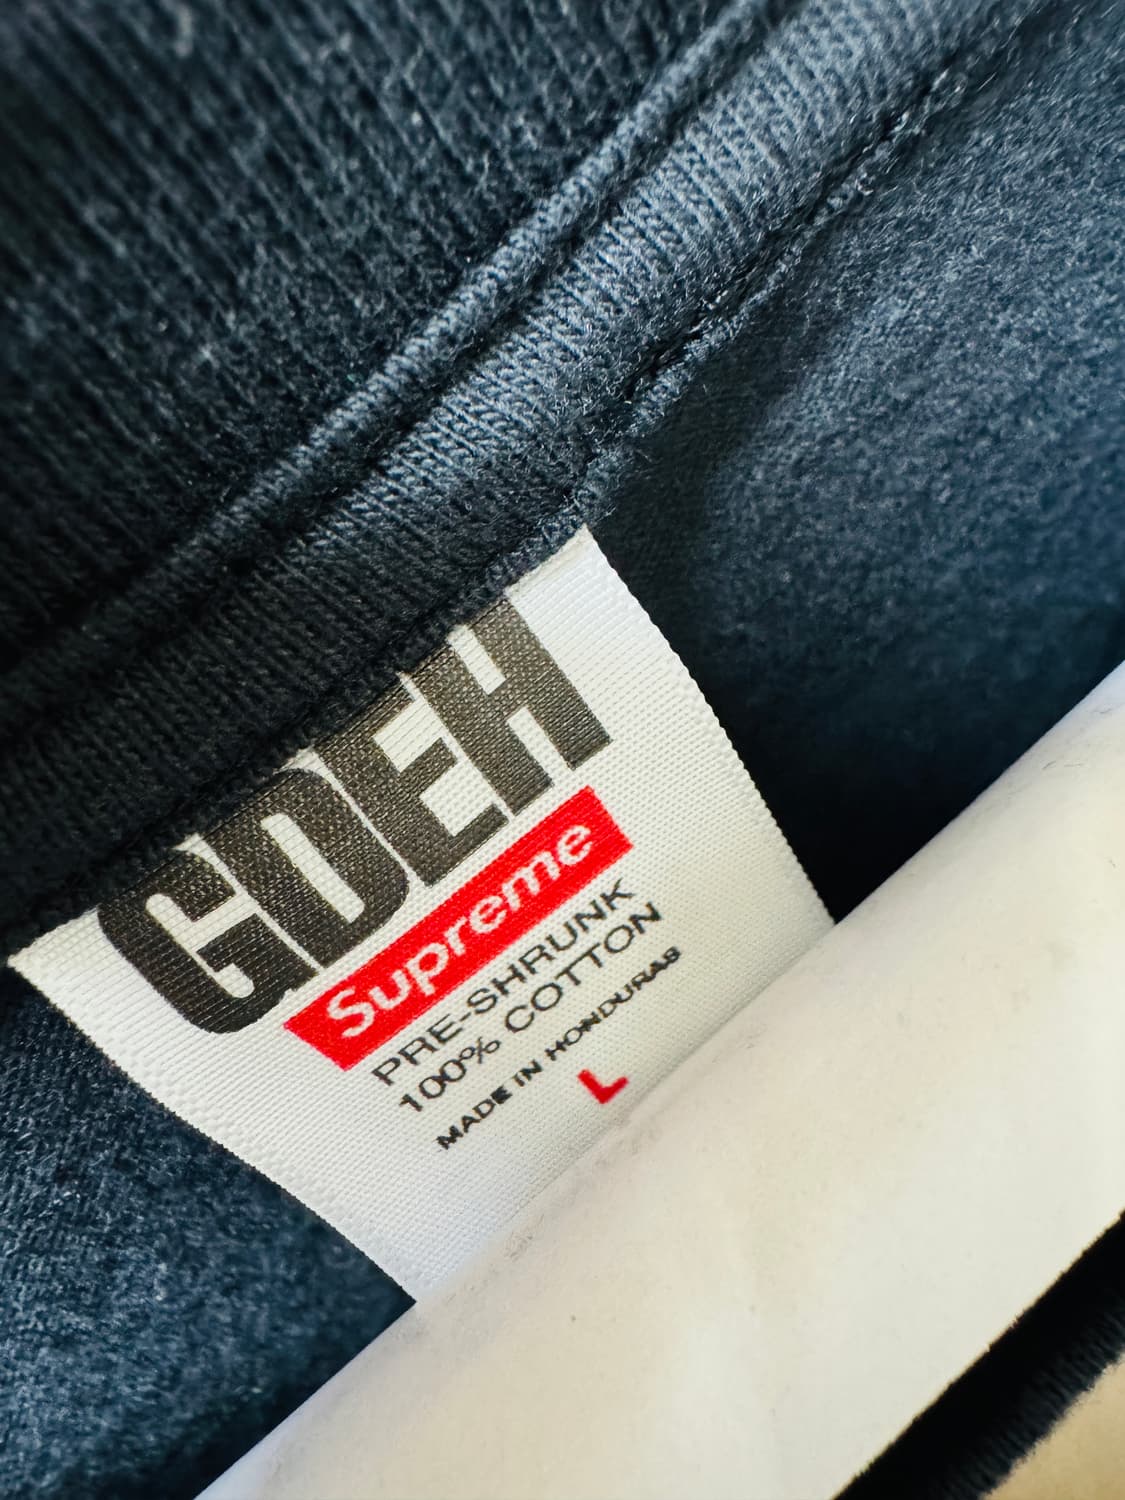 GDEH
Supreme
PRE-SHRUNK
100% COTTON
MADE IN HONDURAS
L